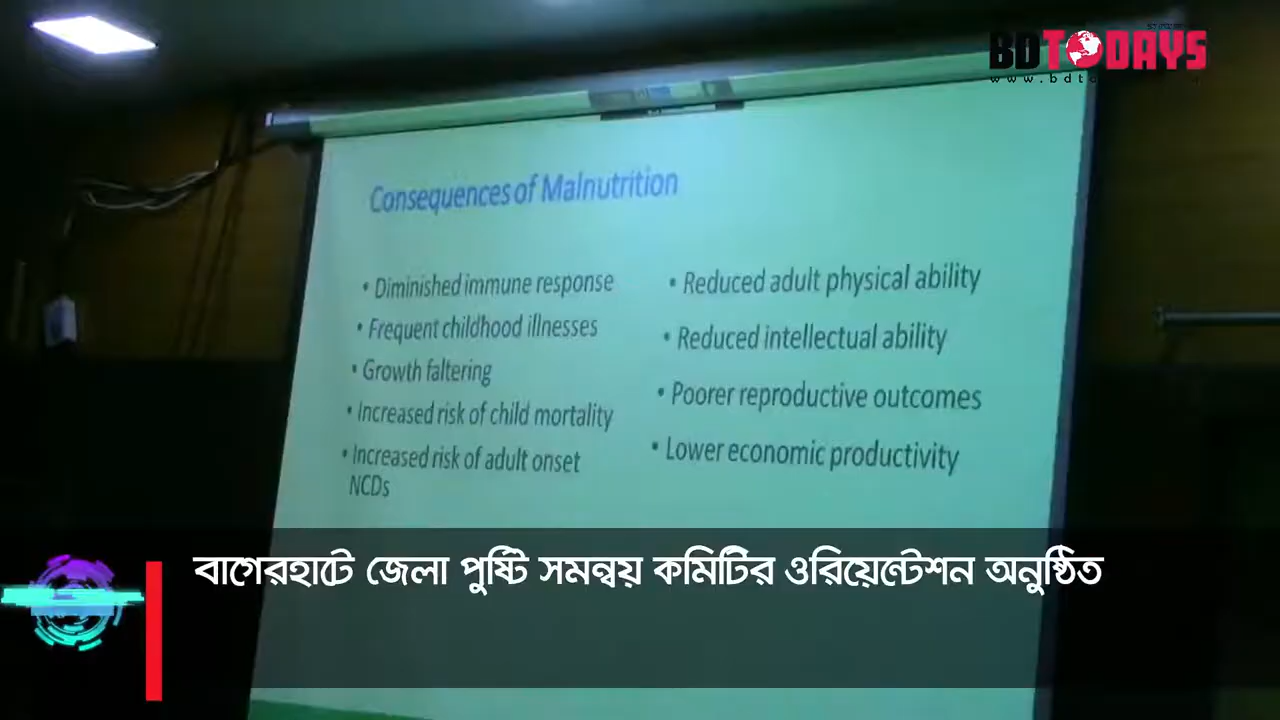 BDTODAYS
Consequences of Malnutrition
• Diminished immune response
• Frequent childhood illnesses
• Growth faltering
• Increased risk of child mortality
• Increased risk of adult onset
NCDs
• Reduced adult physical ability
• Reduced intellectual ability
• Poorer reproductive outcomes
• Lower economic productivity
বাগেরহাটে জেলা পুষ্টি সমন্বয় কমিটির ওরিয়েন্টেশন অনুষ্ঠিত